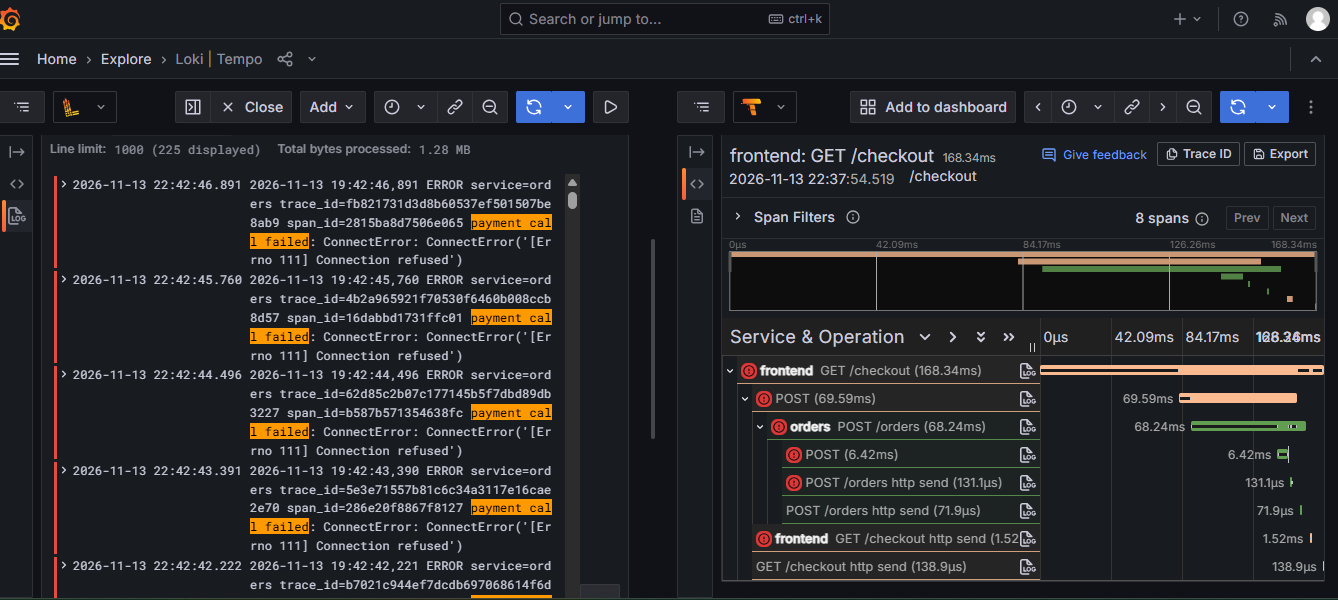 Search or jump to... ctrl+k
Home › Explore › Loki | Tempo
Close Add
Add to dashboard
Line limit: 1000 (225 displayed) Total bytes processed: 1.28 MB
2026-11-13 22:42:46.891 2026-11-13 19:42:46,891 ERROR service=ord
ers trace_id=fb821731d3d8b60537ef501507be
8ab9 span_id=2815ba8d7506e065 payment cal
l failed: ConnectError: ConnectError('[Er
rno 111] Connection refused')
2026-11-13 22:42:45.760 2026-11-13 19:42:45,760 ERROR service=ord
ers trace_id=4b2a965921f70530f6460b008ccb
8d57 span_id=16dabbd1731ffc01 payment cal
l failed: ConnectError: ConnectError('[Er
rno 111] Connection refused')
2026-11-13 22:42:44.496 2026-11-13 19:42:44,496 ERROR service=ord
ers trace_id=62d85c2b07c177145b5f7dbd89db
3227 span_id=b587b571354638fc payment cal
l failed: ConnectError: ConnectError('[Er
rno 111] Connection refused')
2026-11-13 22:42:43.391 2026-11-13 19:42:43,390 ERROR service=ord
ers trace_id=5e3e71557b81c6c34a3117e16cae
2e70 span_id=286e20f8867f8127 payment cal
l failed: ConnectError: ConnectError('[Er
rno 111] Connection refused')
2026-11-13 22:42:42.222 2026-11-13 19:42:42,221 ERROR service=ord
ers trace_id=b7021c944ef7dcdb697068614f6d
frontend: GET /checkout 168.34ms
Give feedback Trace ID Export
2026-11-13 22:37:54.519 /checkout
Span Filters 8 spans Prev Next
0μs 42.09ms 84.17ms 126.26ms 168.34ms
Service & Operation 0μs 42.09ms 84.17ms 168.34ms
frontend GET /checkout (168.34ms) LOG
POST (69.59ms) LOG 69.59ms
orders POST /orders (68.24ms) LOG 68.24ms
POST (6.42ms) LOG 6.42ms
POST /orders http send (131.1μs) LOG 131.1μs
POST /orders http send (71.9μs) LOG 71.9μs
frontend GET /checkout http send (1.52 LOG 1.52ms
GET /checkout http send (138.9μs) LOG 138.9μs